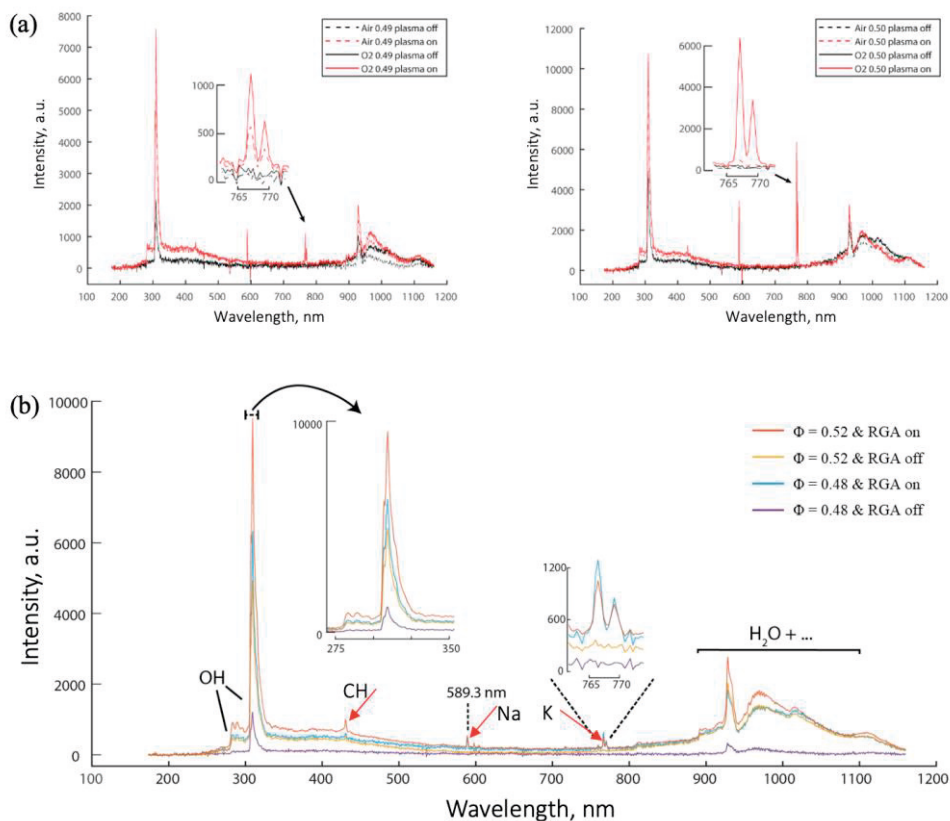 (a)
8000
7000
6000
5000
4000
3000
2000
1000
0
Intensity, a.u.
Air 0.49 plasma off
Air 0.49 plasma on
O2 0.49 plasma off
O2 0.49 plasma on
1000
500
0
765 770
100 200 300 400 500 600 700 800 900 1000 1100 1200
Wavelength, nm
12000
10000
8000
6000
4000
2000
0
Intensity, a.u.
Air 0.50 plasma off
Air 0.50 plasma on
O2 0.50 plasma off
O2 0.50 plasma on
6000
4000
2000
0
765 770
100 200 300 400 500 600 700 800 900 1000 1100 1200
Wavelength, nm
(b)
10000
8000
6000
4000
2000
0
Intensity, a.u.
10000
0
275 350
Φ = 0.52 & RGA on
Φ = 0.52 & RGA off
Φ = 0.48 & RGA on
Φ = 0.48 & RGA off
1200
600
0
765 770
H₂O + ...
OH
CH
589.3 nm
Na
K
100 200 300 400 500 600 700 800 900 1000 1100 1200
Wavelength, nm